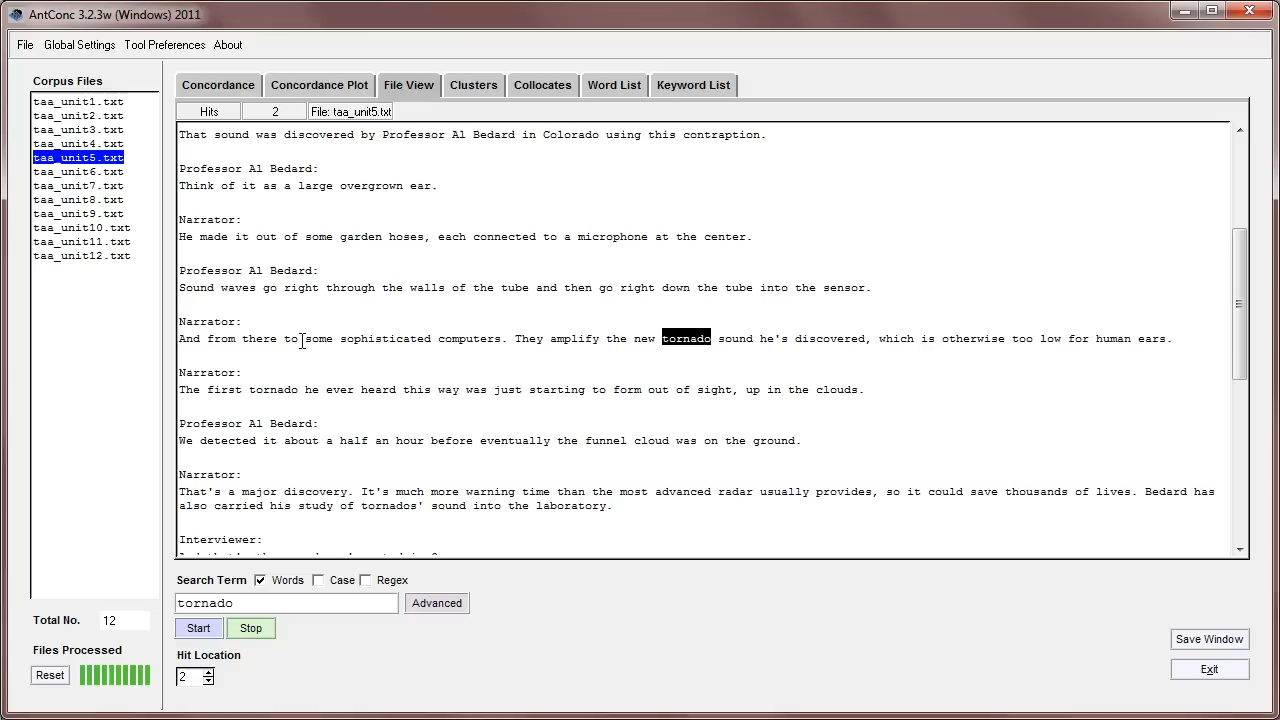 AntConc 3.2.3w (Windows) 2011
File Global Settings Tool Preferences About
Corpus Files
taa_unit1.txt
taa_unit2.txt
taa_unit3.txt
taa_unit4.txt
taa_unit5.txt
taa_unit6.txt
taa_unit7.txt
taa_unit8.txt
taa_unit9.txt
taa_unit10.txt
taa_unit11.txt
taa_unit12.txt
Total No. 12
Files Processed
Reset
Concordance Concordance Plot File View Clusters Collocates Word List Keyword List
Hits 2 File: taa_unit5.txt
That sound was discovered by Professor Al Bedard in Colorado using this contraption.
Professor Al Bedard:
Think of it as a large overgrown ear.
Narrator:
He made it out of some garden hoses, each connected to a microphone at the center.
Professor Al Bedard:
Sound waves go right through the walls of the tube and then go right down the tube into the sensor.
Narrator:
And from there to some sophisticated computers. They amplify the new tornado sound he's discovered, which is otherwise too low for human ears.
Narrator:
The first tornado he ever heard this way was just starting to form out of sight, up in the clouds.
Professor Al Bedard:
We detected it about a half an hour before eventually the funnel cloud was on the ground.
Narrator:
That's a major discovery. It's much more warning time than the most advanced radar usually provides, so it could save thousands of lives. Bedard has
also carried his study of tornados' sound into the laboratory.
Interviewer:
Search Term Words Case Regex
tornado Advanced
Start Stop
Hit Location
2
Save Window
Exit